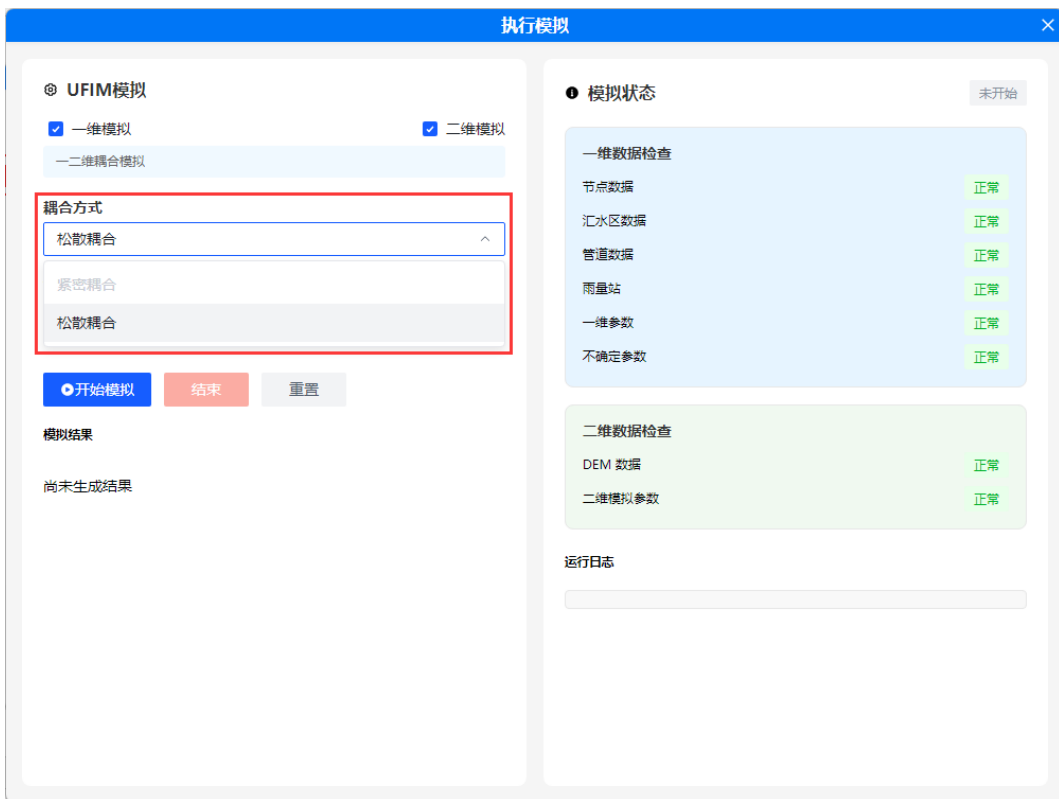 执行模拟
UFIM模拟
一维模拟 二维模拟
一二维耦合模拟
耦合方式
松散耦合
紧密耦合
松散耦合
开始模拟 结束 重置
模拟结果
尚未生成结果
模拟状态 未开始
一维数据检查
节点数据 正常
汇水区数据 正常
管道数据 正常
雨量站 正常
一维参数 正常
不确定参数 正常
二维数据检查
DEM 数据 正常
二维模拟参数 正常
运行日志